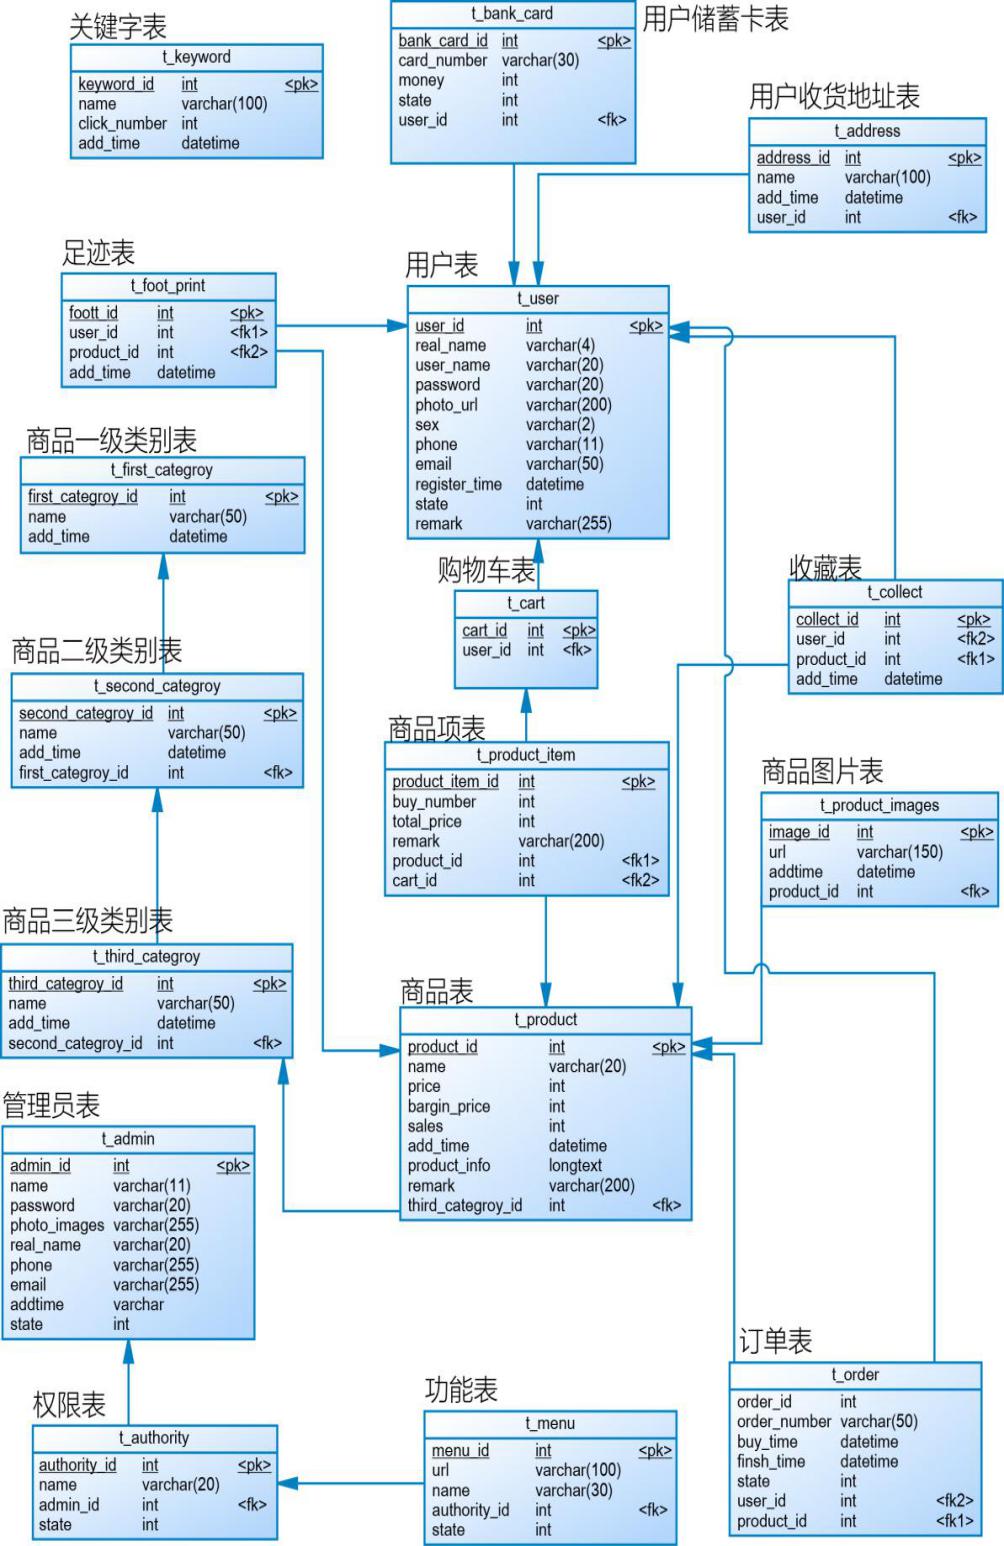 关键字表
t_keyword
keyword_id int <pk>
name varchar(100)
click_number int
add_time datetime
t_bank_card
bank_card_id int <pk>
card_number varchar(30)
money int
state int
user_id int <fk>
用户储蓄卡表
用户收货地址表
t_address
address_id int <pk>
name varchar(100)
add_time datetime
user_id int <fk>
足迹表
t_foot_print
foott_id int <pk>
user_id int <fk1>
product_id int <fk2>
add_time datetime
用户表
t_user
user_id int <pk>
real_name varchar(4)
user_name varchar(20)
password varchar(20)
photo_url varchar(200)
sex varchar(2)
phone varchar(11)
email varchar(50)
register_time datetime
state int
remark varchar(255)
商品一级类别表
t_first_categroy
first_categroy_id int <pk>
name varchar(50)
add_time datetime
购物车表
t_cart
cart_id int <pk>
user_id int <fk>
收藏表
t_collect
collect_id int <pk>
user_id int <fk2>
product_id int <fk1>
add_time datetime
商品二级类别表
t_second_categroy
second_categroy_id int <pk>
name varchar(50)
add_time datetime
first_categroy_id int <fk>
商品项表
t_product_item
product_item_id int <pk>
buy_number int
total_price int
remark varchar(200)
product_id int <fk1>
cart_id int <fk2>
商品图片表
t_product_images
image_id int <pk>
url varchar(150)
addtime datetime
product_id int <fk>
商品三级类别表
t_third_categroy
third_categroy_id int <pk>
name varchar(50)
add_time datetime
second_categroy_id int <fk>
商品表
t_product
product_id int <pk>
name varchar(20)
price int
bargin_price int
sales int
add_time datetime
product_info longtext
remark varchar(200)
third_categroy_id int <fk>
管理员表
t_admin
admin_id int <pk>
name varchar(11)
password varchar(20)
photo_images varchar(255)
real_name varchar(20)
phone varchar(255)
email varchar(255)
addtime varchar
state int
权限表
t_authority
authority_id int <pk>
name varchar(20)
admin_id int <fk>
state int
功能表
t_menu
menu_id int <pk>
url varchar(100)
name varchar(30)
authority_id int <fk>
state int
订单表
t_order
order_id int
order_number varchar(50)
buy_time datetime
finsh_time datetime
state int
user_id int <fk2>
product_id int <fk1>